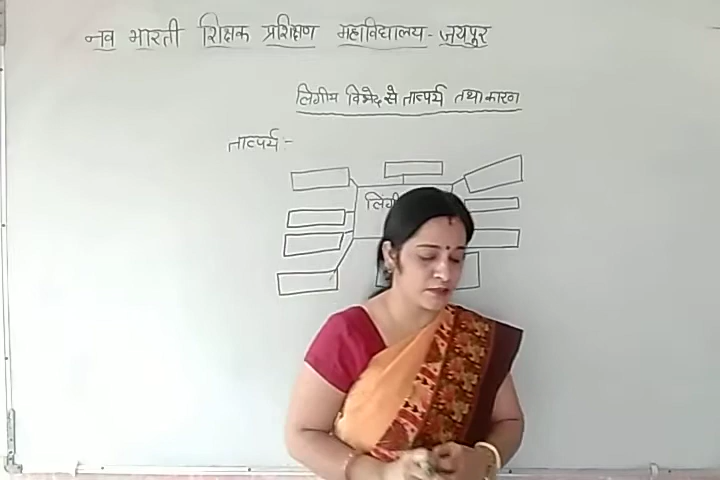 नव भारती शिक्षक प्रशिक्षण महाविद्यालय - जयपुर
लिंगीय विभेद से तात्पर्य तथा कारण
तात्पर्य :-